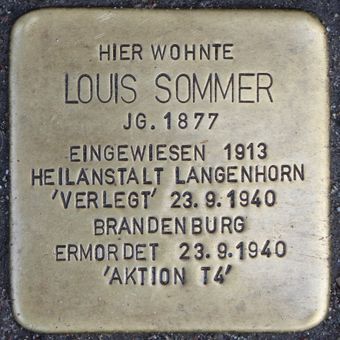 HIER WOHNTE
LOUIS SOMMER
JG. 1877
EINGEWIESEN 1913
HEILANSTALT LANGENHORN
'VERLEGT' 23.9.1940
BRANDENBURG
ERMORDET 23.9.1940
'AKTION T4'